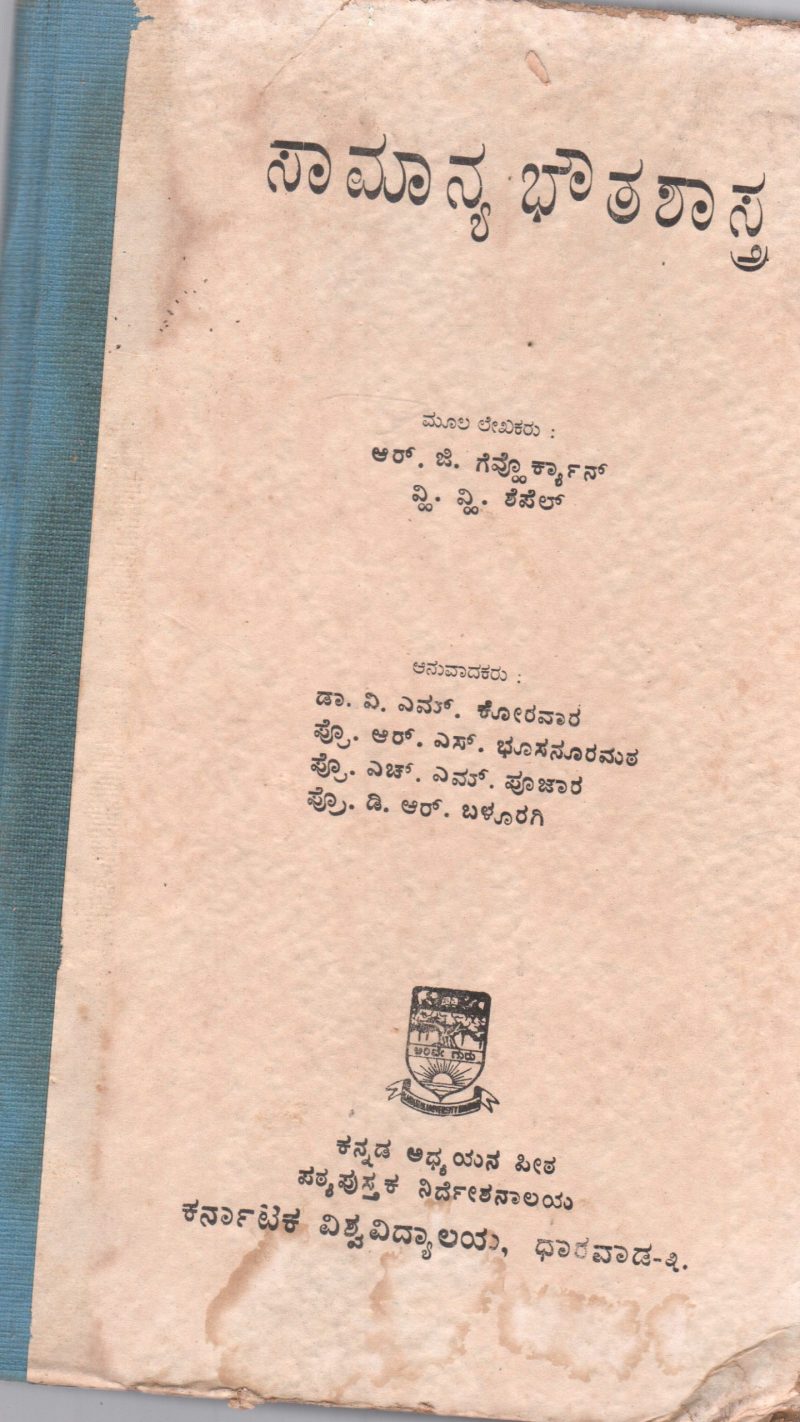 ಸಾಮಾನ್ಯ ಭೌತಶಾಸ್ತ್ರ
ಮೂಲ ಲೇಖಕರು :
ಆರ್. ಜಿ. ಗೆವ್ಹೊರ್ಕ್ಯಾನ್
ವ್ಹಿ. ವ್ಹಿ. ಶೆಪೆಲ್
ಅನುವಾದಕರು :
ಡಾ. ವಿ. ಎಮ್. ಕೋರವಾರ
ಪ್ರೊ. ಆರ್. ಎಸ್. ಭೂಸನೂರಮಠ
ಪ್ರೊ. ಎಚ್. ಎಮ್. ಪೂಜಾರ
ಪ್ರೊ. ಡಿ. ಆರ್. ಬಳೂರಗಿ
ಅರಿವೇ ಗುರು
ಕನ್ನಡ ಅಧ್ಯಯನ ಪೀಠ
ಪಠ್ಯಪುಸ್ತಕ ನಿರ್ದೇಶನಾಲಯ
ಕರ್ನಾಟಕ ವಿಶ್ವವಿದ್ಯಾಲಯ, ಧಾರವಾಡ-೩.